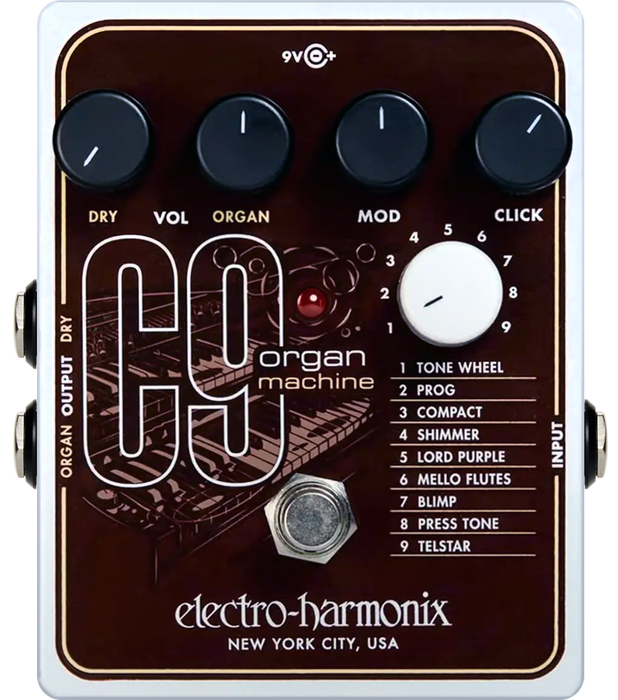 9V +
DRY VOL ORGAN MOD CLICK
1 2 3 4 5 6 7 8 9
C9
organ
machine
ORGAN OUTPUT DRY
INPUT
1 TONE WHEEL
2 PROG
3 COMPACT
4 SHIMMER
5 LORD PURPLE
6 MELLO FLUTES
7 BLIMP
8 PRESS TONE
9 TELSTAR
electro-harmonix
NEW YORK CITY, USA